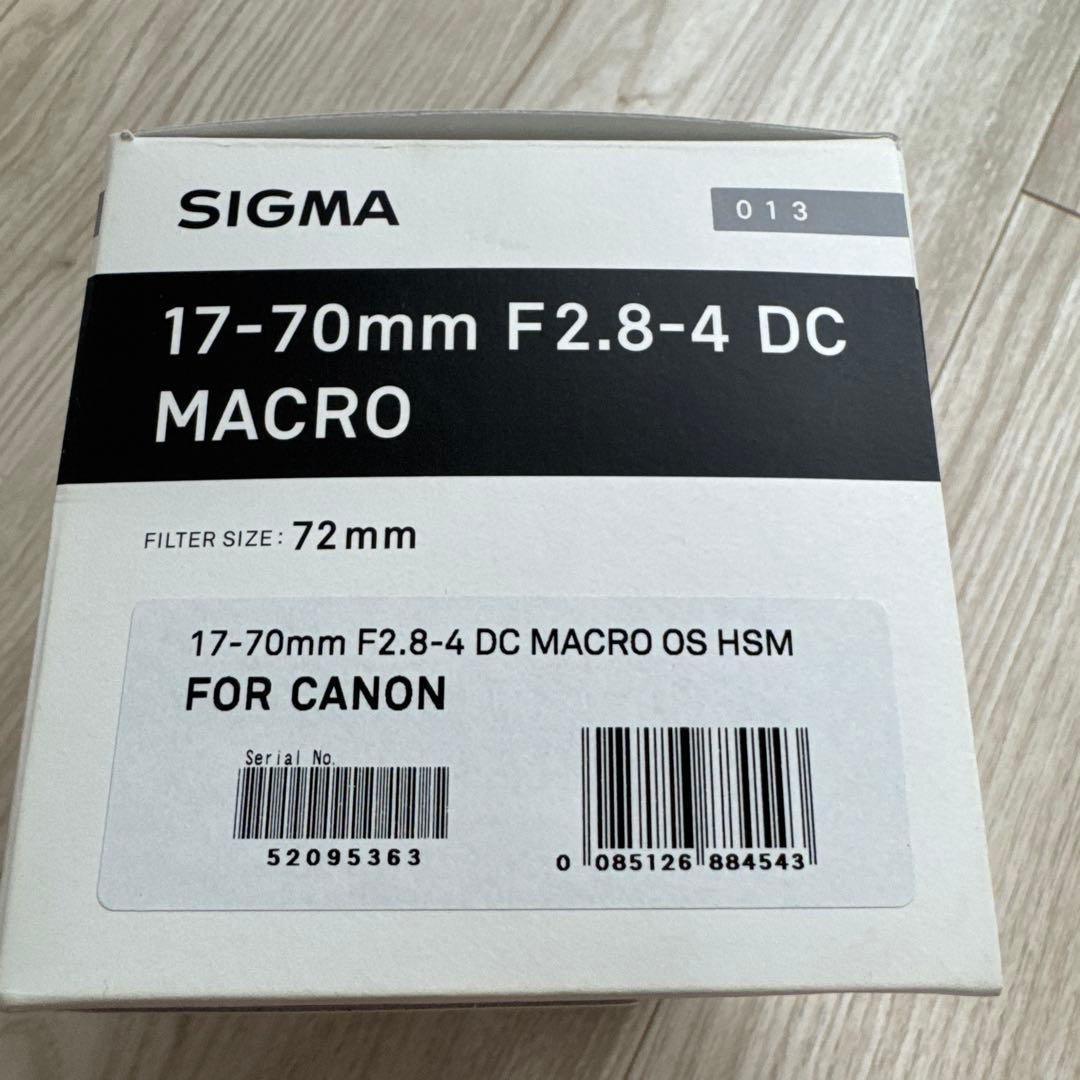 SIGMA
013
17-70mm F2.8-4 DC
MACRO
FILTER SIZE: 72mm
17-70mm F2.8-4 DC MACRO OS HSM
FOR CANON
Serial No.
52095363
0 085126 884543